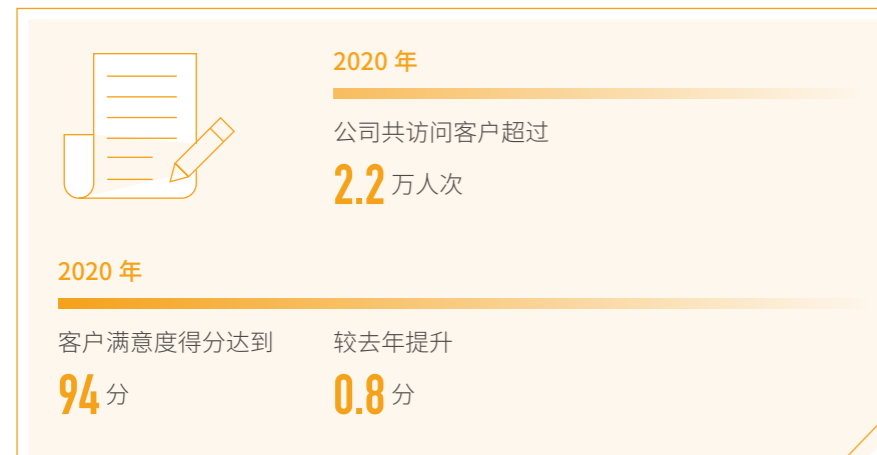 2020 年
公司共访问客户超过
2.2 万人次
2020 年
客户满意度得分达到
94 分
较去年提升
0.8 分